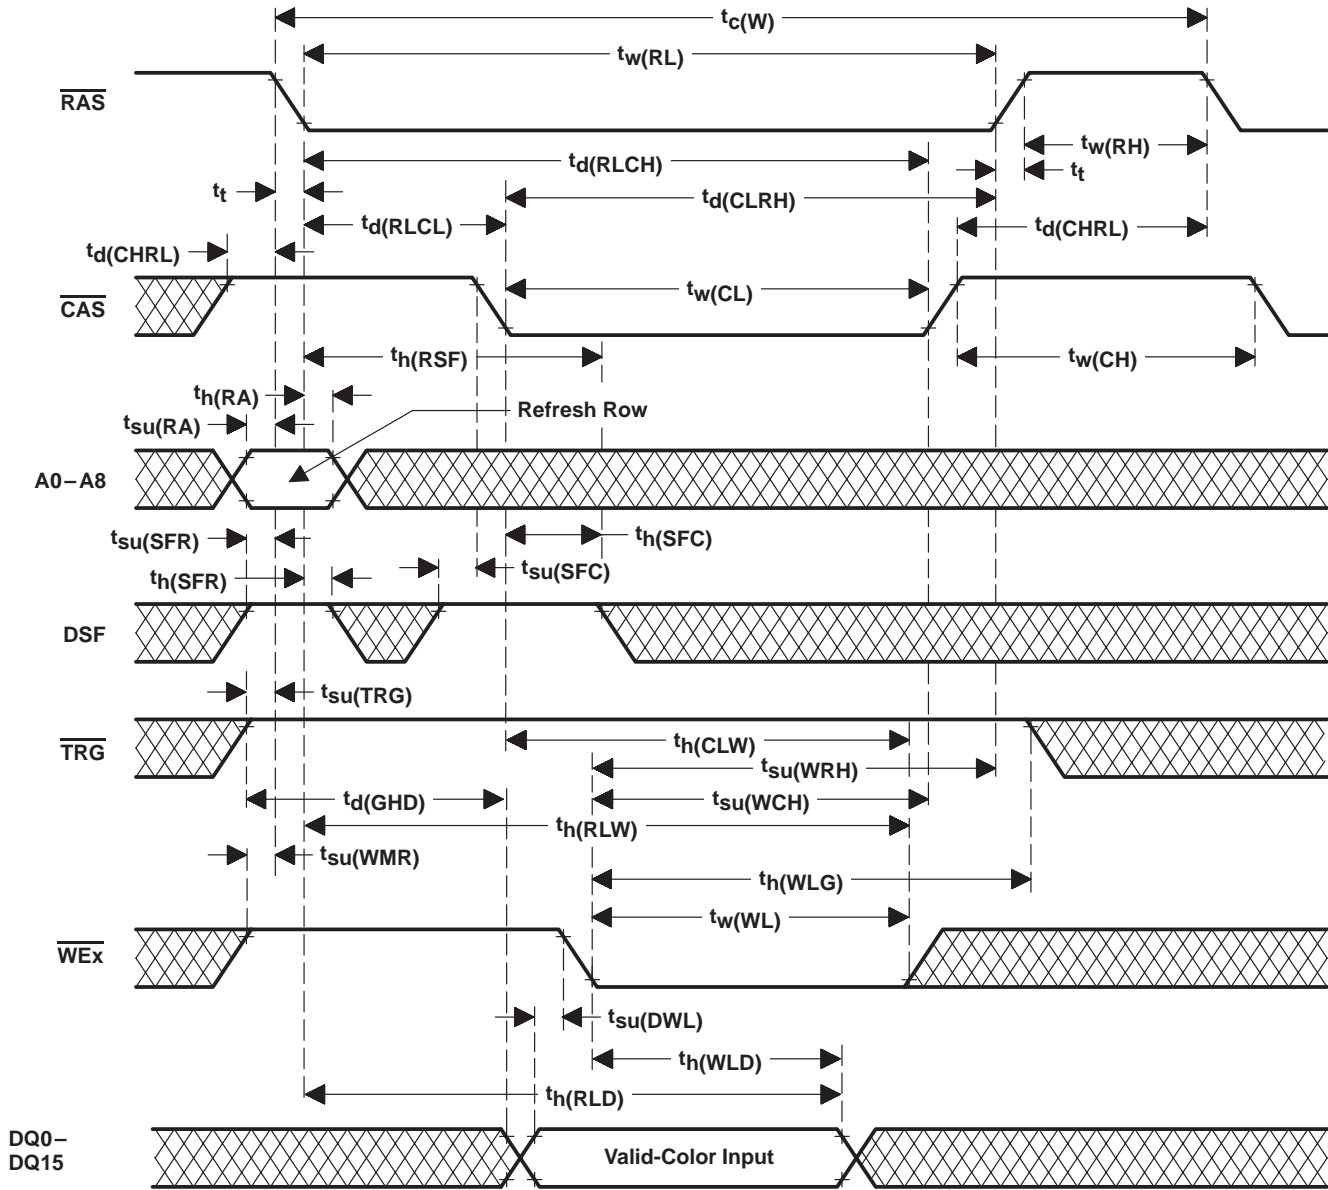 tc(W)
tw(RL)
RAS
tw(RH)
td(RLCH)
tt
tt
td(CLRH)
td(RLCL)
td(CHRL)
td(CHRL)
CAS
tw(CL)
th(RSF)
tw(CH)
th(RA)
Refresh Row
tsu(RA)
A0–A8
tsu(SFR)
th(SFC)
tsu(SFC)
th(SFR)
DSF
tsu(TRG)
TRG
th(CLW)
tsu(WRH)
td(GHD)
tsu(WCH)
th(RLW)
tsu(WMR)
th(WLG)
tw(WL)
WEx
tsu(DWL)
th(WLD)
th(RLD)
DQ0–
DQ15
Valid-Color Input